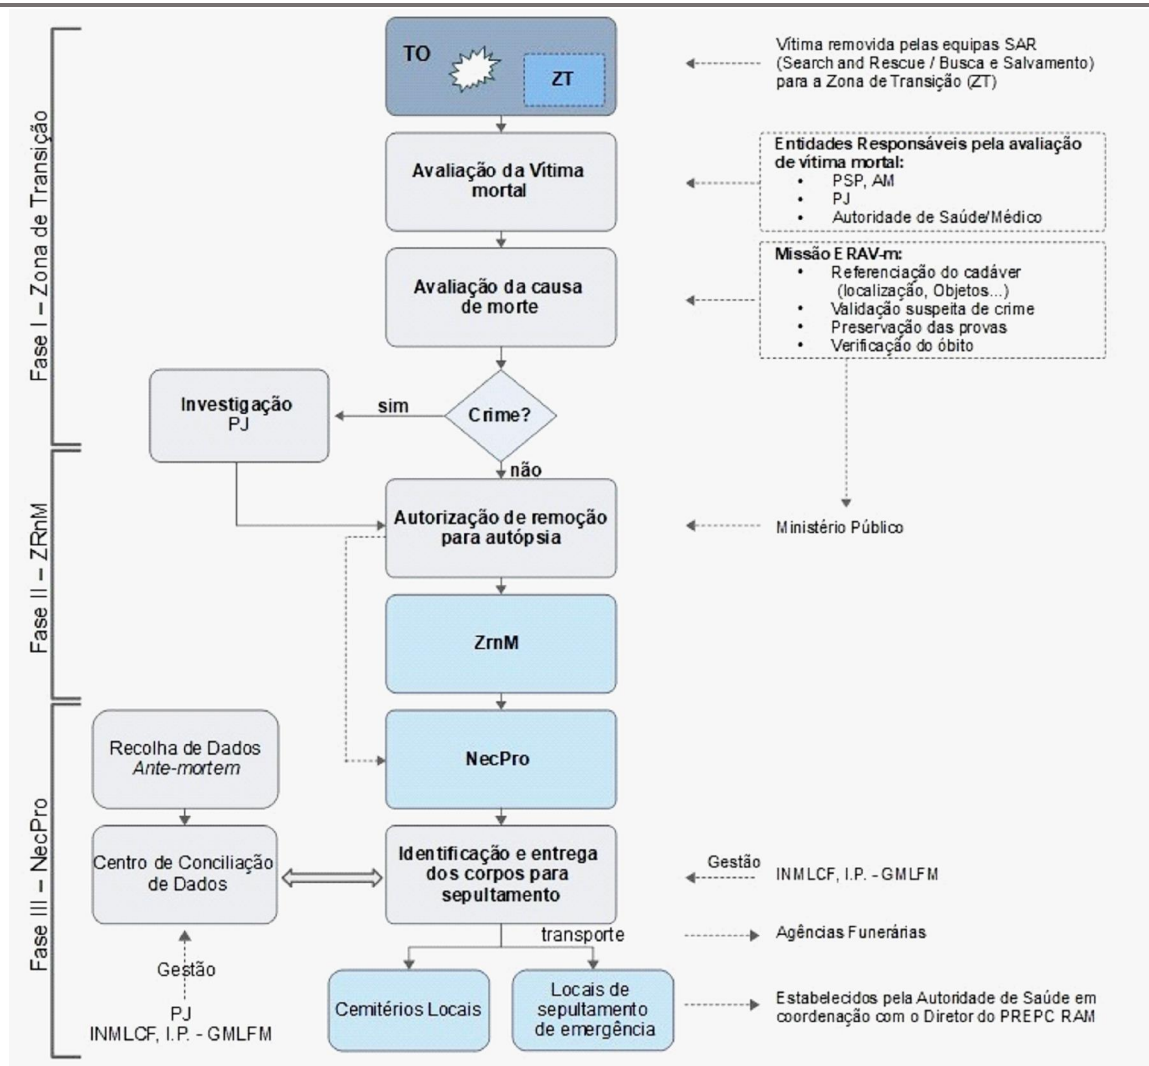 Fase I – Zona de Transição
TO
ZT
Vítima removida pelas equipas SAR
(Search and Rescue / Busca e Salvamento)
para a Zona de Transição (ZT)
Avaliação da Vítima
mortal
Entidades Responsáveis pela avaliação
de vítima mortal:
• PSP, AM
• PJ
• Autoridade de Saúde/Médico
Avaliação da causa
de morte
Missão ERAV-m:
• Referenciação do cadáver
(localização, Objetos...)
• Validação suspeita de crime
• Preservação das provas
• Verificação do óbito
Investigação
PJ
sim
Crime?
não
Fase II – ZRnM
Autorização de remoção
para autópsia
Ministério Público
ZrnM
Fase III – NecPro
NecPro
Recolha de Dados
Ante-mortem
Centro de Conciliação
de Dados
Identificação e entrega
dos corpos para
sepultamento
Gestão
INMLCF, I.P. - GMLFM
transporte
Agências Funerárias
Gestão
PJ
INMLCF, I.P. - GMLFM
Cemitérios Locais
Locais de
sepultamento
de emergência
Estabelecidos pela Autoridade de Saúde em
coordenação com o Diretor do PREPC RAM